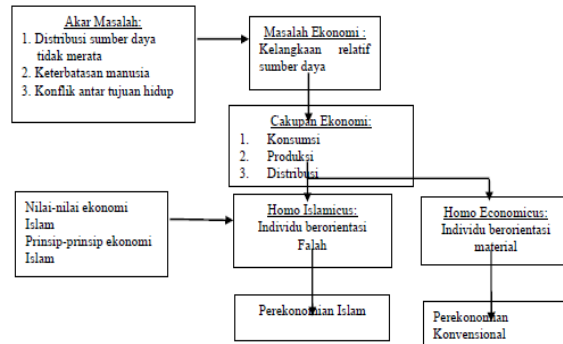 Akar Masalah:
1. Distribusi sumber daya
tidak merata
2. Keterbatasan manusia
3. Konflik antar tujuan hidup
Masalah Ekonomi :
Kelangkaan relatif
sumber daya
Cakupan Ekonomi:
1. Konsumsi
2. Produksi
3. Distribusi
Nilai-nilai ekonomi
Islam
Prinsip-prinsip ekonomi
Islam
Homo Islamicus:
Individu berorientasi
Falah
Homo Economicus:
Individu berorientasi
material
Perekonomian Islam
Perekonomian
Konvensional